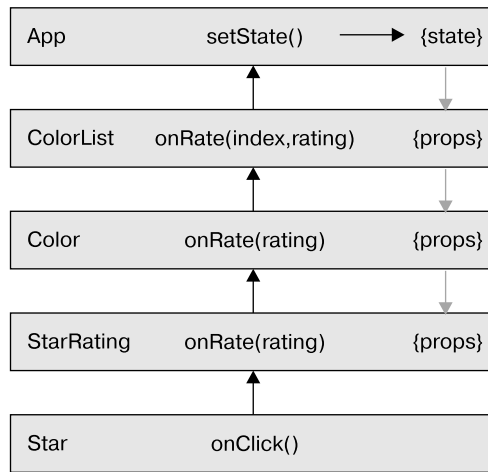 App setState() {state}
ColorList onRate(index,rating) {props}
Color onRate(rating) {props}
StarRating onRate(rating) {props}
Star onClick()